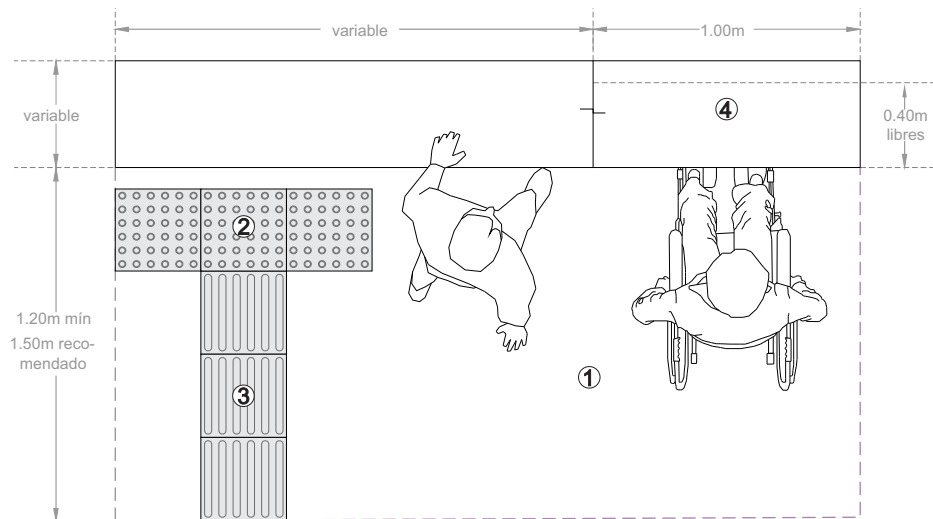 variable
1.00m
variable
4
0.40m
libres
2
1.20m mín
1.50m reco-
mendado
1
3